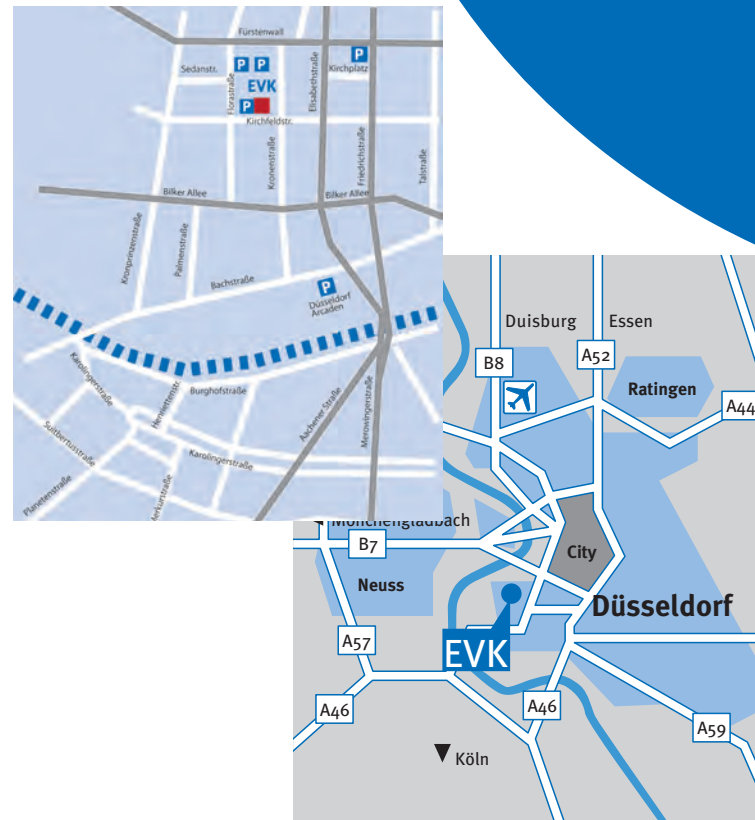 Fürstenwall
P
Sedanstr.
P P
Kirchplatz
EVK
Florastraße
Elisabethstraße
P
Kirchfeldstr.
Kronenstraße
Friedrichstraße
Talstraße
Bilker Allee
Bilker Allee
Kronprinzenstraße
Palmenstraße
Bachstraße
P
Düsseldorf
Arcaden
Karolingerstraße
Henriettenstr.
Burghofstraße
Aachener Straße
Merowingerstraße
Suitbertusstraße
Karolingerstraße
Planetenstraße
Duisburg
Essen
B8
A52
Ratingen
A44
Mönchengladbach
B7
City
Neuss
Düsseldorf
EVK
A57
A46
A46
A59
Köln